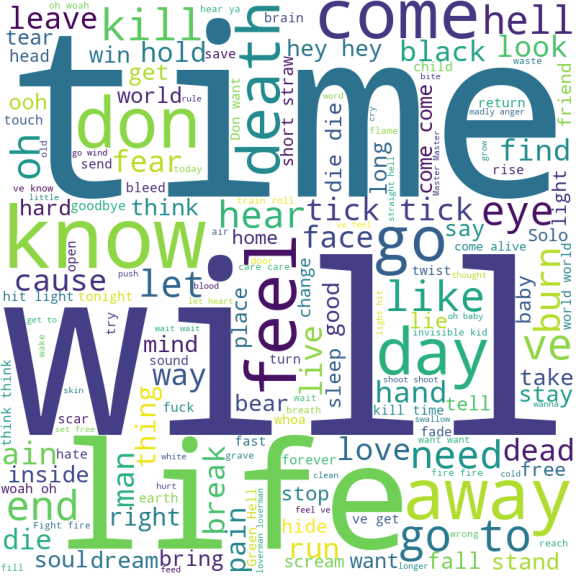 oh woah
hear ya
leave
kill
brain
come
hell
tear
win
hold
save
hey hey
black
look
head
time
get
death
short straw
child
bite
friend
ooh
world
rule
don
Don want
word
die die
cry
long
flame
straight hell
come come
Master Master
return
madly anger
waste
find
touch
oh
old
go wind
send
fear
today
bleed
grow
rise
light
ve know
little
train roll
hard
goodbye
think
hear
tick tick
we feel
eye
know
air
home
door
face
go
say
Solo
come alive
cause
open
push
let
blood
care care
feel
change
twist
thought
world world
burn
hit light
tonight
let heart
place
like
oh baby
baby
get to
try
wait wait
turn
live
sleep
good
light hit
lie
invisible kid
ve
will
mind
sound
day
take
wake
way
shoot shoot
hand
stay
think think
skin
scar
fuck
bear
wait
breath
kill time
tell
wanna
set free
thing
whoa
swallow
fade
ain
hate
life
white
fast
grave
love
want want
need
dead
inside
man
break
forever
fire fire
cold
free
woah oh
hurt
clean
end
Fight fire
earth
right
pain
Green Hell
loverman loverman
stop
feel ve
hide
ve get
away
die
run
go to
wrong
reach
soul
dream
bring
scream
want
fall
stand
fill
feed
longer